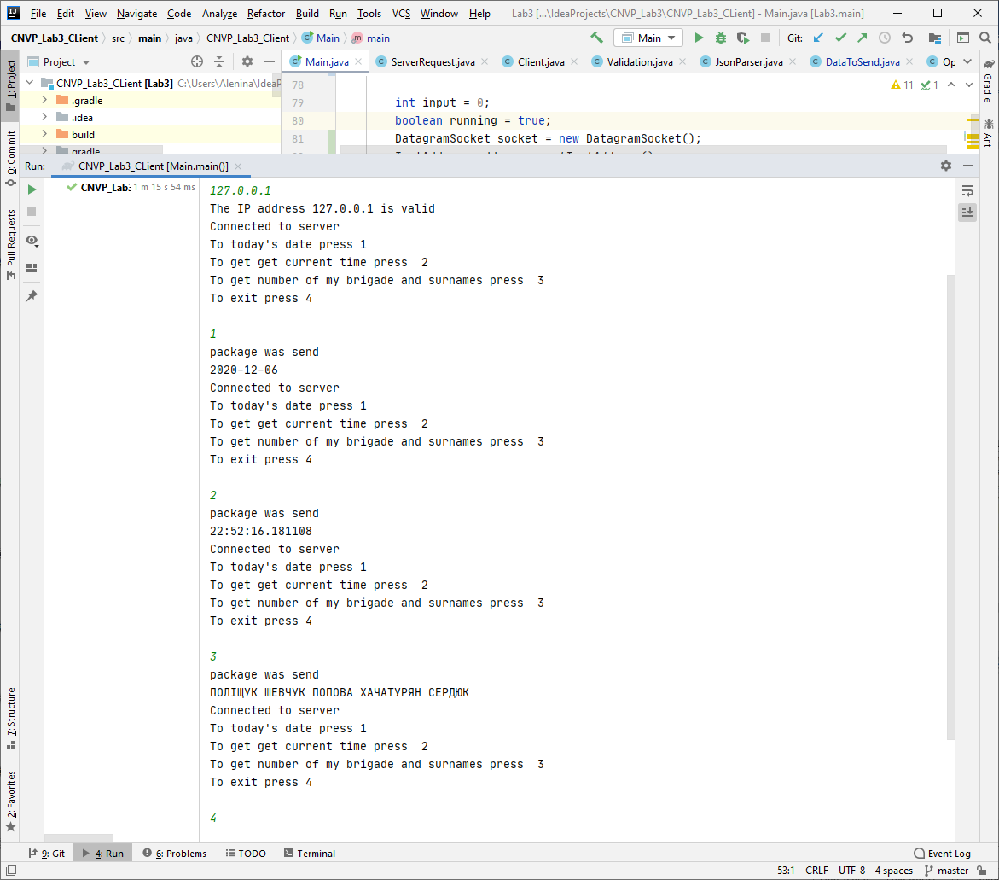 File Edit View Navigate Code Analyze Refactor Build Run Tools VCS Window Help Lab3 [...\IdeaProjects\CNVP_Lab3\CNVP_Lab3_CLient] - Main.java [Lab3.main]
CNVP_Lab3_CLient src main java CNVP_Lab3_Client Main main Main Git:
Project Main.java ServerRequest.java Client.java Validation.java JsonParser.java DataToSend.java Op
1: Project
0: Commit
Pull Requests
7: Structure
2: Favorites
CNVP_Lab3_CLient [Lab3] C:\Users\Alenina\IdeaP
.gradle
.idea
build
gradle
78
79 int input = 0;
80 boolean running = true;
81 DatagramSocket socket = new DatagramSocket();
11 1
Gradle
Ant
Run: CNVP_Lab3_CLient [Main.main()]
CNVP_Lab: 1 m 15 s 54 ms
127.0.0.1
The IP address 127.0.0.1 is valid
Connected to server
To today's date press 1
To get get current time press  2
To get number of my brigade and surnames press  3
To exit press 4
1
package was send
2020-12-06
Connected to server
To today's date press 1
To get get current time press  2
To get number of my brigade and surnames press  3
To exit press 4
2
package was send
22:52:16.181108
Connected to server
To today's date press 1
To get get current time press  2
To get number of my brigade and surnames press  3
To exit press 4
3
package was send
ПОЛІЩУК ШЕВЧУК ПОПОВА ХАЧАТУРЯН СЕРДЮК
Connected to server
To today's date press 1
To get get current time press  2
To get number of my brigade and surnames press  3
To exit press 4
4
9: Git 4: Run 6: Problems TODO Terminal Event Log
53:1 CRLF UTF-8 4 spaces master